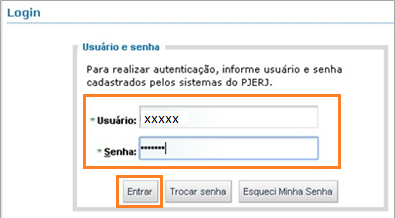 Login
Usuário e senha
Para realizar autenticação, informe usuário e senha
cadastrados pelos sistemas do PJERJ.
* Usuário: XXXXX
* Senha: •••••••
Entrar Trocar senha Esqueci Minha Senha